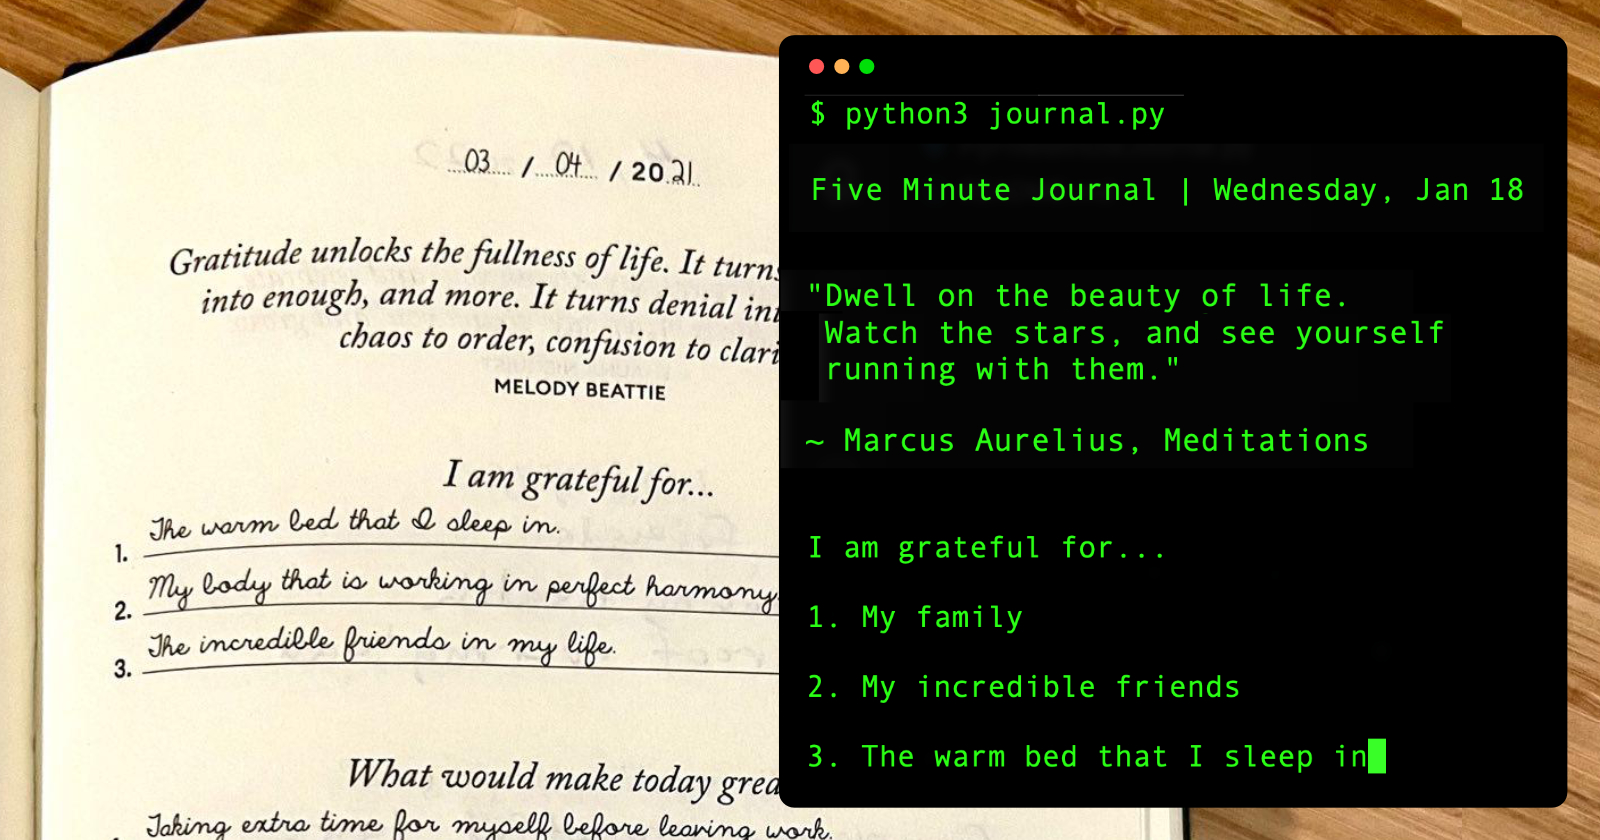 03 / 04 / 2021
Gratitude unlocks the fullness of life. It turns
into enough, and more. It turns denial
chaos to order, confusion to
MELODY BEATTIE
I am grateful for...
1. The warm bed that I sleep in.
2. My body that is working in perfect harmony.
3. The incredible friends in my life.
What would make today
Taking extra time for myself before leaving work.
$ python3 journal.py
Five Minute Journal | Wednesday, Jan 18
"Dwell on the beauty of life.
Watch the stars, and see yourself
running with them."
~ Marcus Aurelius, Meditations
I am grateful for...
1. My family
2. My incredible friends
3. The warm bed that I sleep in